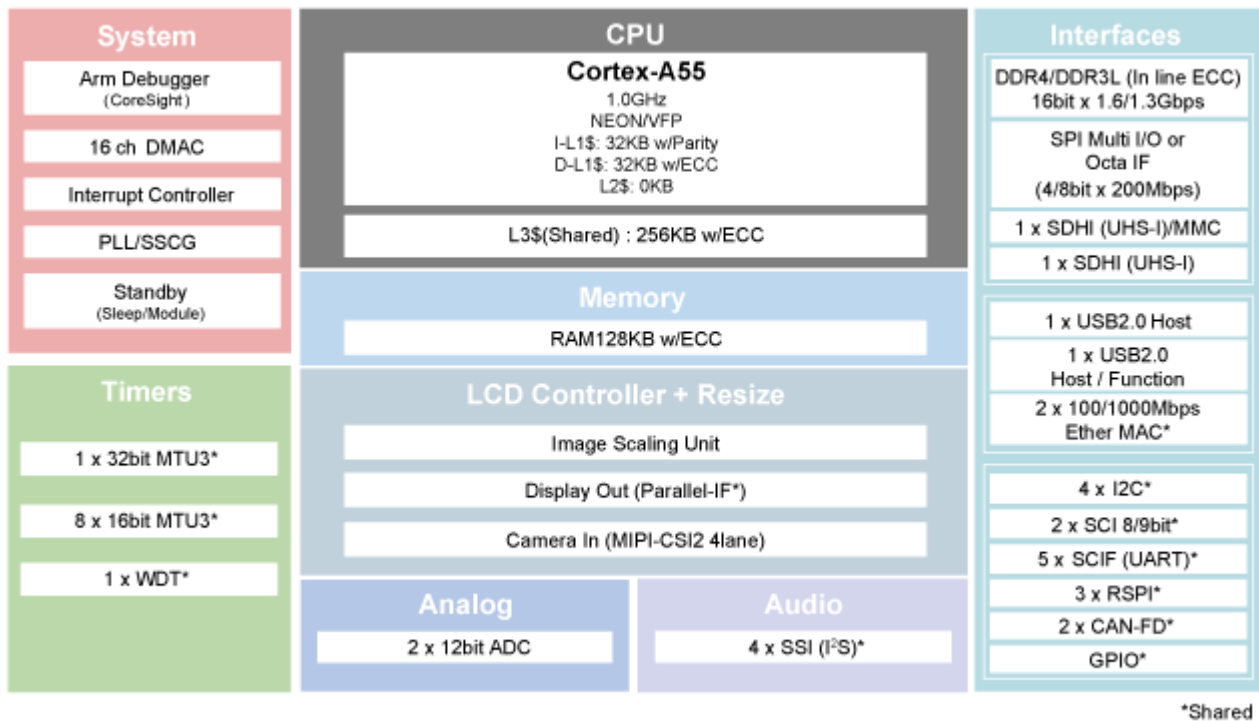 System
Arm Debugger
(CoreSight)
16 ch DMAC
Interrupt Controller
PLL/SSCG
Standby
(Sleep/Module)
Timers
1 x 32bit MTU3*
8 x 16bit MTU3*
1 x WDT*
CPU
Cortex-A55
1.0GHz
NEON/VFP
I-L1$: 32KB w/Parity
D-L1$: 32KB w/ECC
L2$: 0KB
L3$(Shared) : 256KB w/ECC
Memory
RAM128KB w/ECC
LCD Controller + Resize
Image Scaling Unit
Display Out (Parallel-IF*)
Camera In (MIPI-CSI2 4lane)
Analog
2 x 12bit ADC
Audio
4 x SSI (I²S)*
Interfaces
DDR4/DDR3L (In line ECC)
16bit x 1.6/1.3Gbps
SPI Multi I/O or
Octa IF
(4/8bit x 200Mbps)
1 x SDHI (UHS-I)/MMC
1 x SDHI (UHS-I)
1 x USB2.0 Host
1 x USB2.0
Host / Function
2 x 100/1000Mbps
Ether MAC*
4 x I2C*
2 x SCI 8/9bit*
5 x SCIF (UART)*
3 x RSPI*
2 x CAN-FD*
GPIO*
*Shared